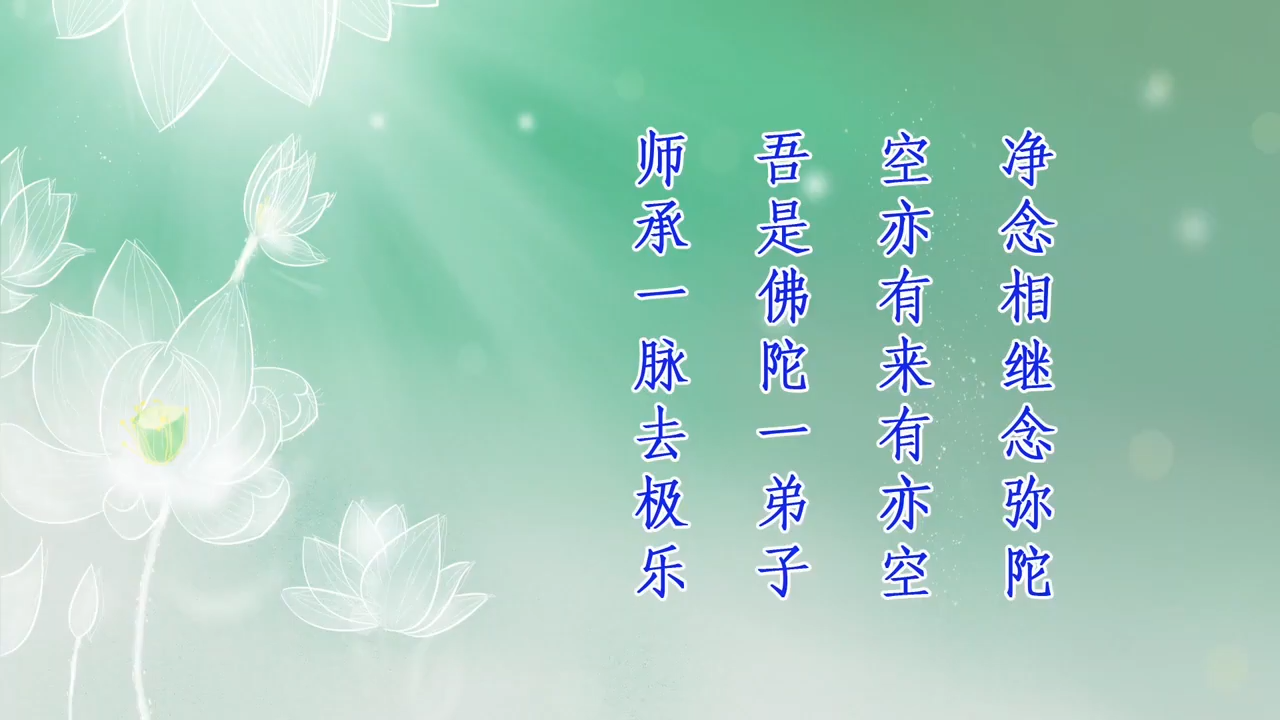 净念相继念弥陀
空亦有来有亦空
吾是佛陀一弟子
师承一脉去极乐